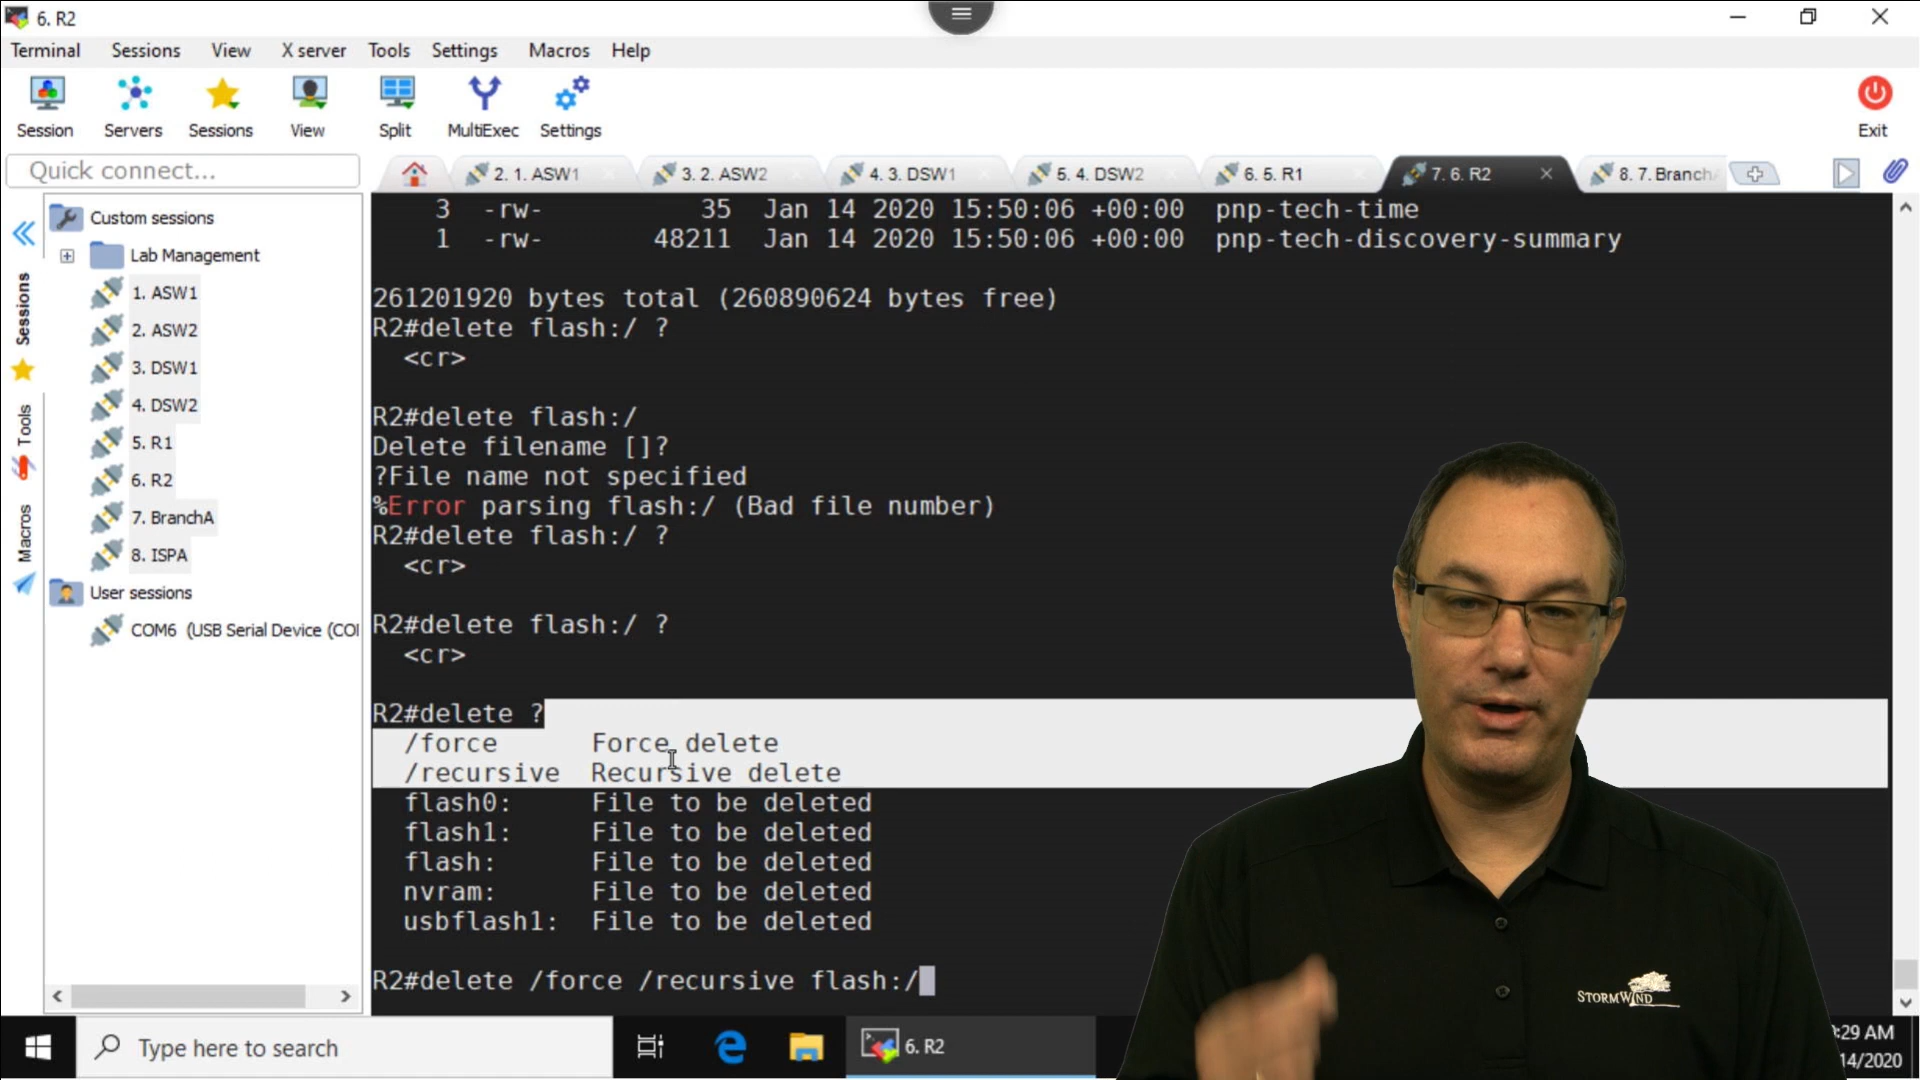 6. R2
Terminal Sessions View X server Tools Settings Macros Help
Session Servers Sessions View Split MultiExec Settings Exit
Quick connect...
2. 1. ASW1 3. 2. ASW2 4. 3. DSW1 5. 4. DSW2 6. 5. R1 7. 6. R2 8. 7. Branch
Sessions
Tools
Macros
Custom sessions
Lab Management
1. ASW1
2. ASW2
3. DSW1
4. DSW2
5. R1
6. R2
7. BranchA
8. ISPA
User sessions
COM6 (USB Serial Device (COI
3 -rw- 35 Jan 14 2020 15:50:06 +00:00 pnp-tech-time
1 -rw- 48211 Jan 14 2020 15:50:06 +00:00 pnp-tech-discovery-summary
261201920 bytes total (260890624 bytes free)
R2#delete flash:/ ?
<cr>
R2#delete flash:/
Delete filename []?
?File name not specified
%Error parsing flash:/ (Bad file number)
R2#delete flash:/ ?
<cr>
R2#delete flash:/ ?
<cr>
R2#delete ?
/force Force delete
/recursive Recursive delete
flash0: File to be deleted
flash1: File to be deleted
flash: File to be deleted
nvram: File to be deleted
usbflash1: File to be deleted
R2#delete /force /recursive flash:/
STORMWIND
Type here to search
6. R2
:29 AM
14/2020